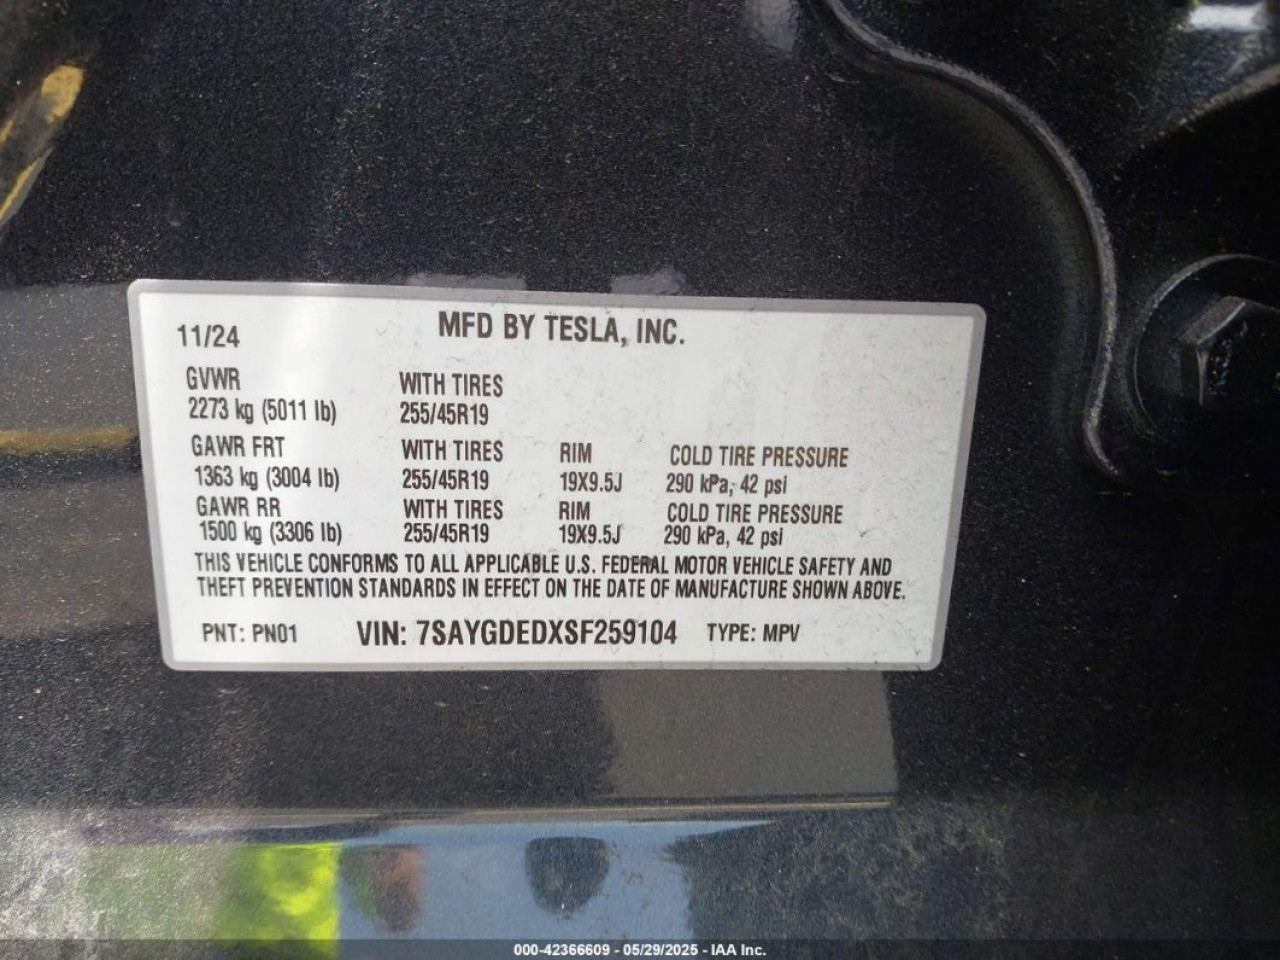 11/24 MFD BY TESLA, INC.
GVWR WITH TIRES
2273 kg (5011 lb) 255/45R19
GAWR FRT WITH TIRES RIM COLD TIRE PRESSURE
1363 kg (3004 lb) 255/45R19 19X9.5J 290 kPa, 42 psi
GAWR RR WITH TIRES RIM COLD TIRE PRESSURE
1500 kg (3306 lb) 255/45R19 19X9.5J 290 kPa, 42 psi
THIS VEHICLE CONFORMS TO ALL APPLICABLE U.S. FEDERAL MOTOR VEHICLE SAFETY AND
THEFT PREVENTION STANDARDS IN EFFECT ON THE DATE OF MANUFACTURE SHOWN ABOVE.
PNT: PN01 VIN: 7SAYGDEDXSF259104 TYPE: MPV
000-42366609 - 05/29/2025 - IAA Inc.